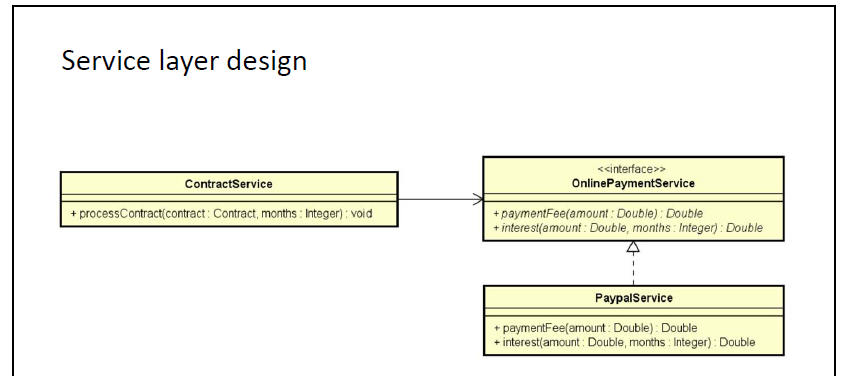 Service layer design
ContractService
+ processContract(contract : Contract, months : Integer) : void
<<interface>>
OnlinePaymentService
+ paymentFee(amount : Double) : Double
+ interest(amount : Double, months : Integer) : Double
PaypalService
+ paymentFee(amount : Double) : Double
+ interest(amount : Double, months : Integer) : Double